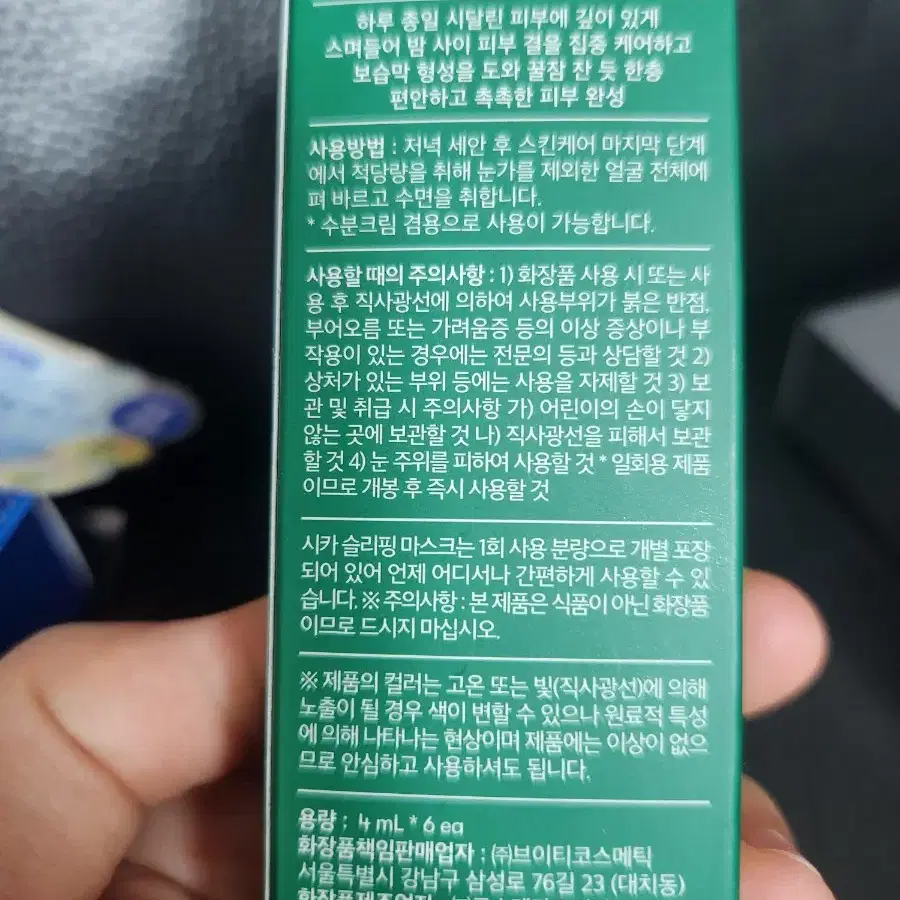 하루 종일 시달린 피부에 깊이 있게
스며들어 밤 사이 피부 결을 집중 케어하고
보습막 형성을 도와 꿀잠 잔 듯 한층
편안하고 촉촉한 피부 완성
사용방법 : 저녁 세안 후 스킨케어 마지막 단계
에서 적당량을 취해 눈가를 제외한 얼굴 전체에
펴 바르고 수면을 취합니다.
* 수분크림 겸용으로 사용이 가능합니다.
사용할 때의 주의사항 : 1) 화장품 사용 시 또는 사
용 후 직사광선에 의하여 사용부위가 붉은 반점,
부어오름 또는 가려움증 등의 이상 증상이나 부
작용이 있는 경우에는 전문의 등과 상담할 것 2)
상처가 있는 부위 등에는 사용을 자제할 것 3) 보
관 및 취급 시 주의사항 가) 어린이의 손이 닿지
않는 곳에 보관할 것 나) 직사광선을 피해서 보관
할 것 4) 눈 주위를 피하여 사용할 것 * 일회용 제품
이므로 개봉 후 즉시 사용할 것
시카 슬리핑 마스크는 1회 사용 분량으로 개별 포장
되어 있어 언제 어디서나 간편하게 사용할 수 있
습니다. ※ 주의사항 : 본 제품은 식품이 아닌 화장품
이므로 드시지 마십시오.
※ 제품의 컬러는 고온 또는 빛(직사광선)에 의해
노출이 될 경우 색이 변할 수 있으나 원료적 특성
에 의해 나타나는 현상이며 제품에는 이상이 없으
므로 안심하고 사용하셔도 됩니다.
용량 : 4 mL * 6 ea
화장품책임판매업자 : ㈜브이티코스메틱
서울특별시 강남구 삼성로 76길 23 (대치동)
화장품제조업자